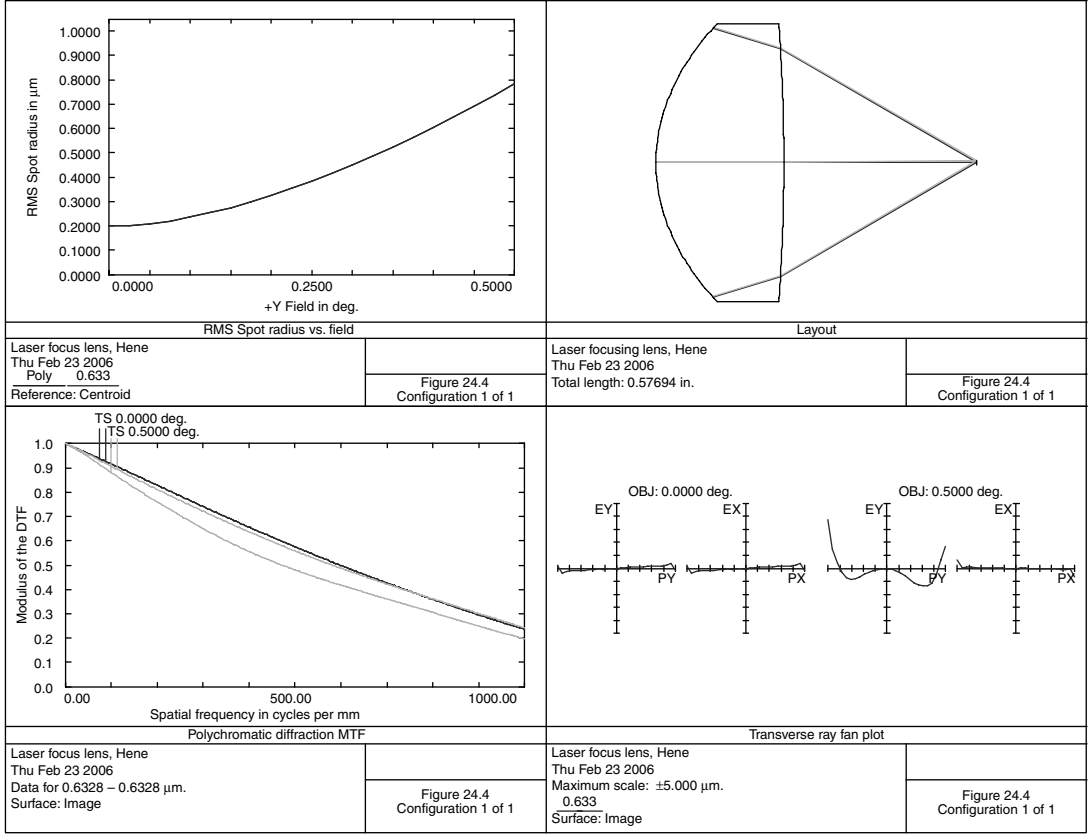 1.0000
0.9000
0.8000
0.7000
0.6000
0.5000
0.4000
0.3000
0.2000
0.1000
0.0000
RMS Spot radius in μm
0.0000 0.2500 0.5000
+Y Field in deg.
RMS Spot radius vs. field
Laser focus lens, Hene
Thu Feb 23 2006
Poly 0.633
Reference: Centroid
Figure 24.4
Configuration 1 of 1
Layout
Laser focusing lens, Hene
Thu Feb 23 2006
Total length: 0.57694 in.
Figure 24.4
Configuration 1 of 1
TS 0.0000 deg.
TS 0.5000 deg.
1.0
0.9
0.8
0.7
0.6
0.5
0.4
0.3
0.2
0.1
0.0
Modulus of the DTF
0.00 500.00 1000.00
Spatial frequency in cycles per mm
Polychromatic diffraction MTF
Laser focus lens, Hene
Thu Feb 23 2006
Data for 0.6328 – 0.6328 μm.
Surface: Image
Figure 24.4
Configuration 1 of 1
OBJ: 0.0000 deg.
EY EX
PY PX
OBJ: 0.5000 deg.
EY EX
PY PX
Transverse ray fan plot
Laser focus lens, Hene
Thu Feb 23 2006
Maximum scale: ±5.000 μm.
0.633
Surface: Image
Figure 24.4
Configuration 1 of 1